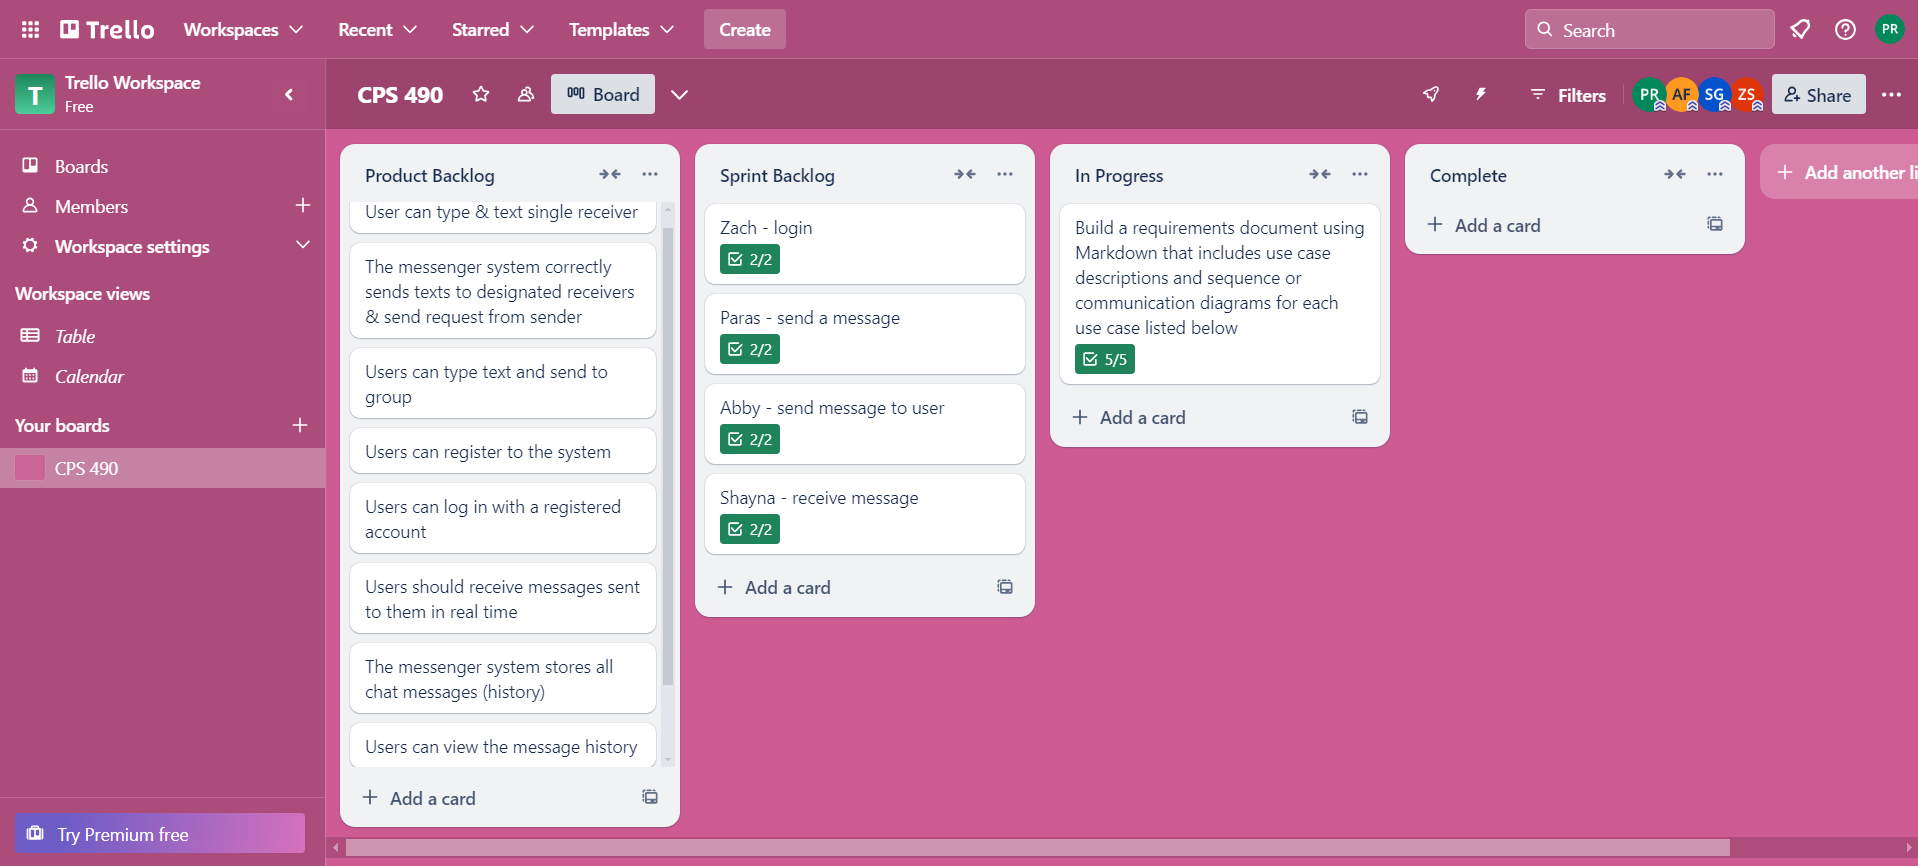 Trello
Workspaces
Recent
Starred
Templates
Create
Search
PR
T
Trello Workspace
Free
CPS 490
Board
Filters
PR
AF
SG
ZS
Share
Boards
Members
Workspace settings
Workspace views
Table
Calendar
Your boards
CPS 490
Try Premium free
Product Backlog
User can type & text single receiver
The messenger system correctly
sends texts to designated receivers
& send request from sender
Users can type text and send to
group
Users can register to the system
Users can log in with a registered
account
Users should receive messages sent
to them in real time
The messenger system stores all
chat messages (history)
Users can view the message history
Add a card
Sprint Backlog
Zach - login
2/2
Paras - send a message
2/2
Abby - send message to user
2/2
Shayna - receive message
2/2
Add a card
In Progress
Build a requirements document using
Markdown that includes use case
descriptions and sequence or
communication diagrams for each
use case listed below
5/5
Add a card
Complete
Add a card
Add another li